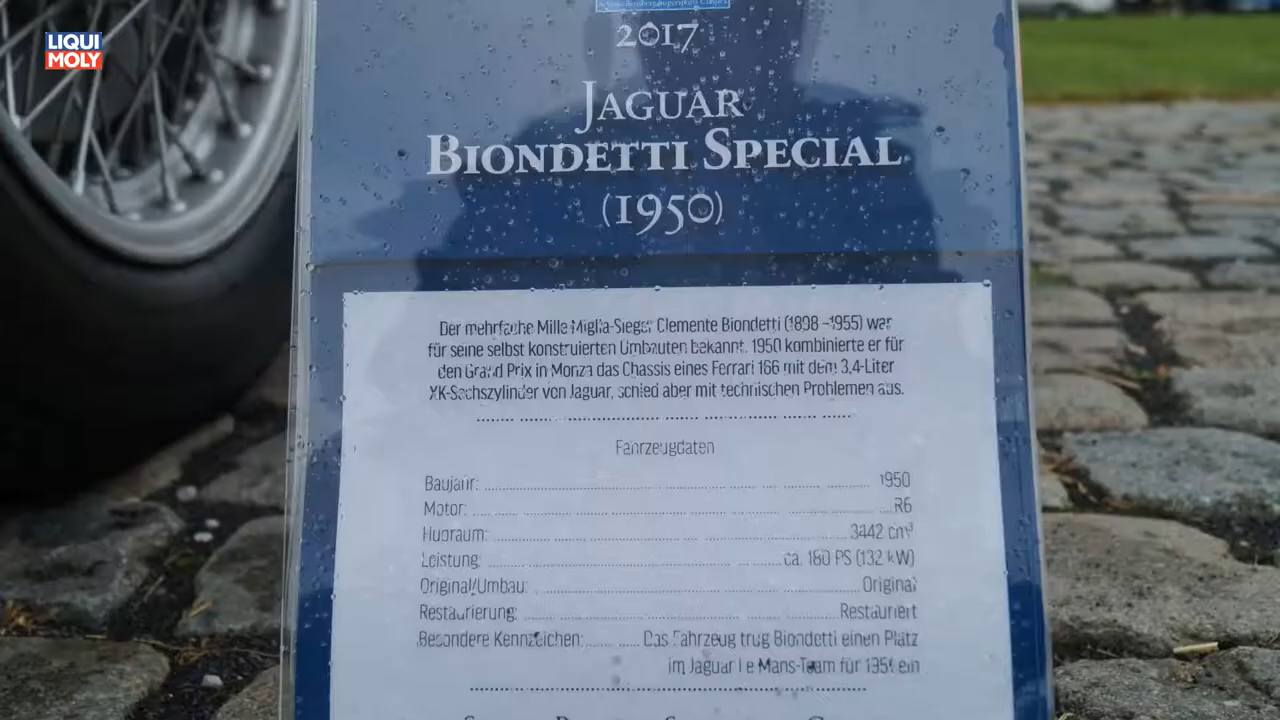 LIQUI
MOLY
2017
JAGUAR
BIONDETTI SPECIAL
(1950)
Der mehrfache Mille-Miglia-Sieger Clemente Biondetti (1898 –1955) war
für seine selbst konstruierten Umbauten bekannt. 1950 kombinierte er für
den Grand Prix in Monza das Chassis eines Ferrari 166 mit dem 3,4-Liter
XK-Sechszylinder von Jaguar, schied aber mit technischen Problemen aus.
Fahrzeugdaten
Baujahr: 1950
Motor: R6
Hubraum: 3442 cm³
Leistung: ca. 180 PS (132 kW)
Original/Umbau: Original
Restaurierung: Restauriert
Besondere Kennzeichen: Das Fahrzeug trug Biondetti einen Platz
im Jaguar Le Mans-Team für 1951 ein